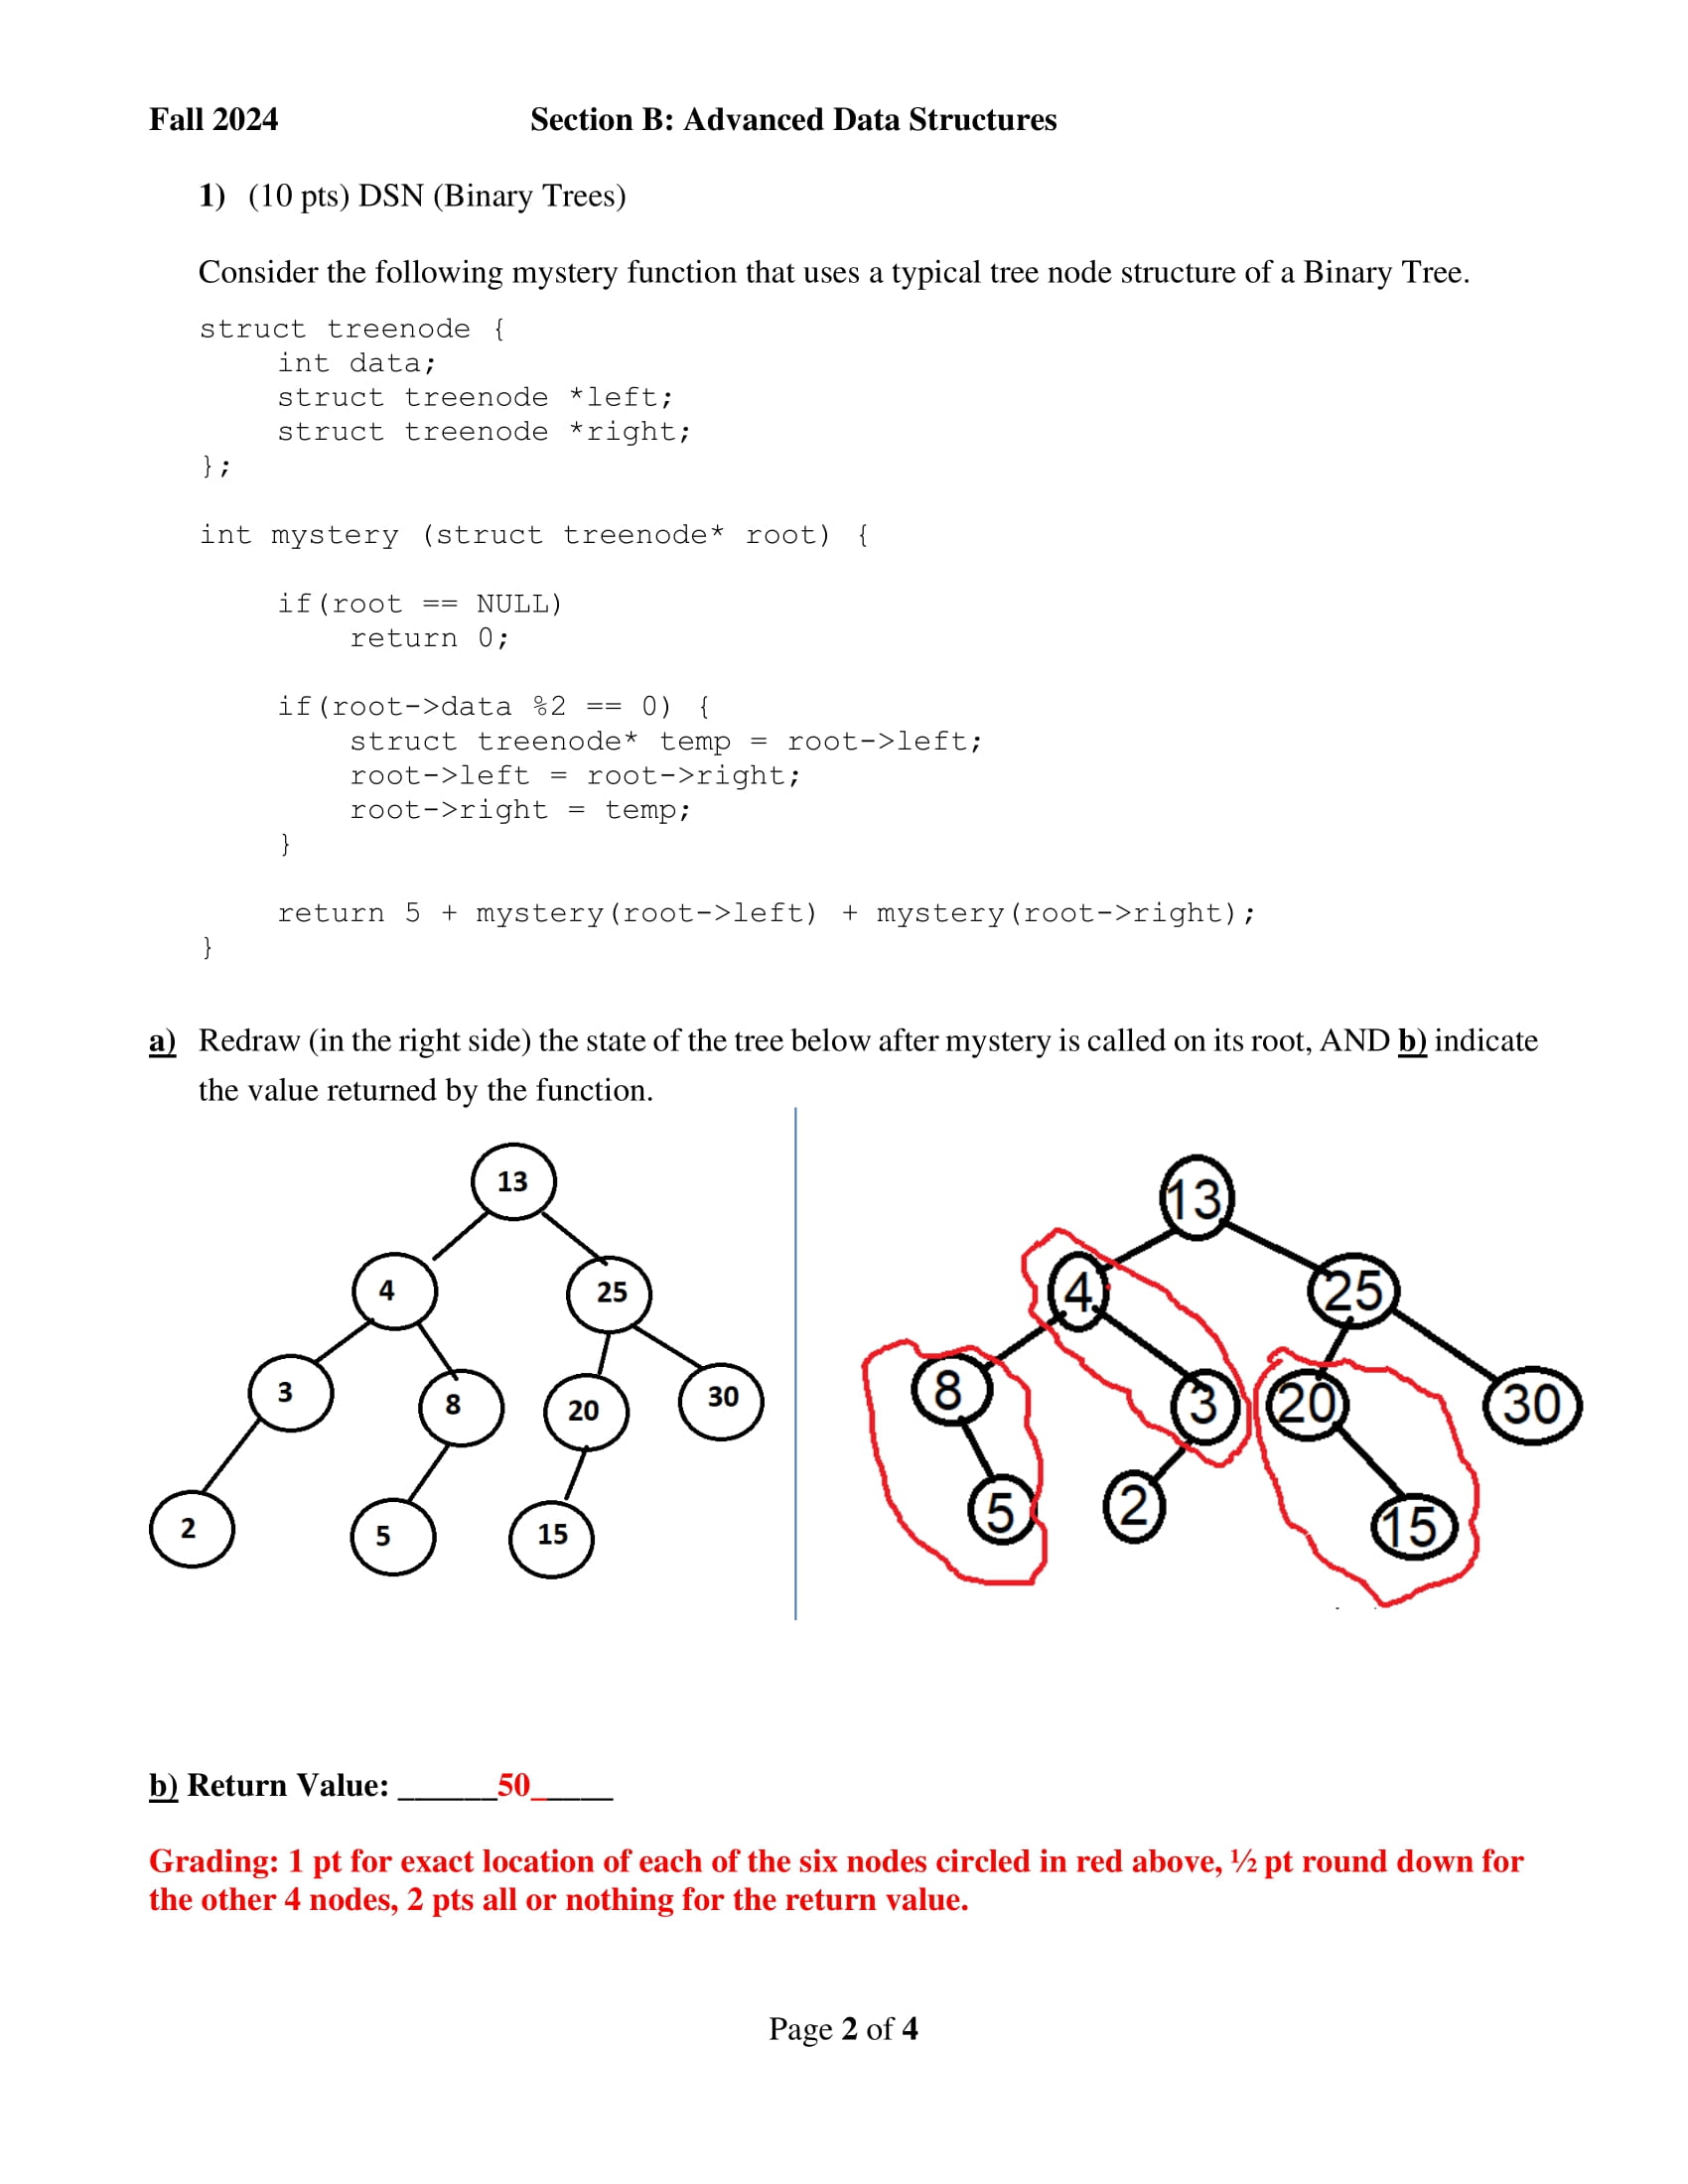 Fall 2024 Section B: Advanced Data Structures
1) (10 pts) DSN (Binary Trees)
Consider the following mystery function that uses a typical tree node structure of a Binary Tree.
struct treenode {
int data;
struct treenode *left;
struct treenode *right;
};
int mystery (struct treenode* root) {
if(root == NULL)
return 0;
if(root->data %2 == 0) {
struct treenode* temp = root->left;
root->left = root->right;
root->right = temp;
}
return 5 + mystery(root->left) + mystery(root->right);
}
a) Redraw (in the right side) the state of the tree below after mystery is called on its root, AND b) indicate
the value returned by the function.
13
4 25
3 8 20 30
2 5 15
13
4 25
8 3 20 30
5 2 15
b) Return Value: ______50_____
Grading: 1 pt for exact location of each of the six nodes circled in red above, ½ pt round down for
the other 4 nodes, 2 pts all or nothing for the return value.
Page 2 of 4